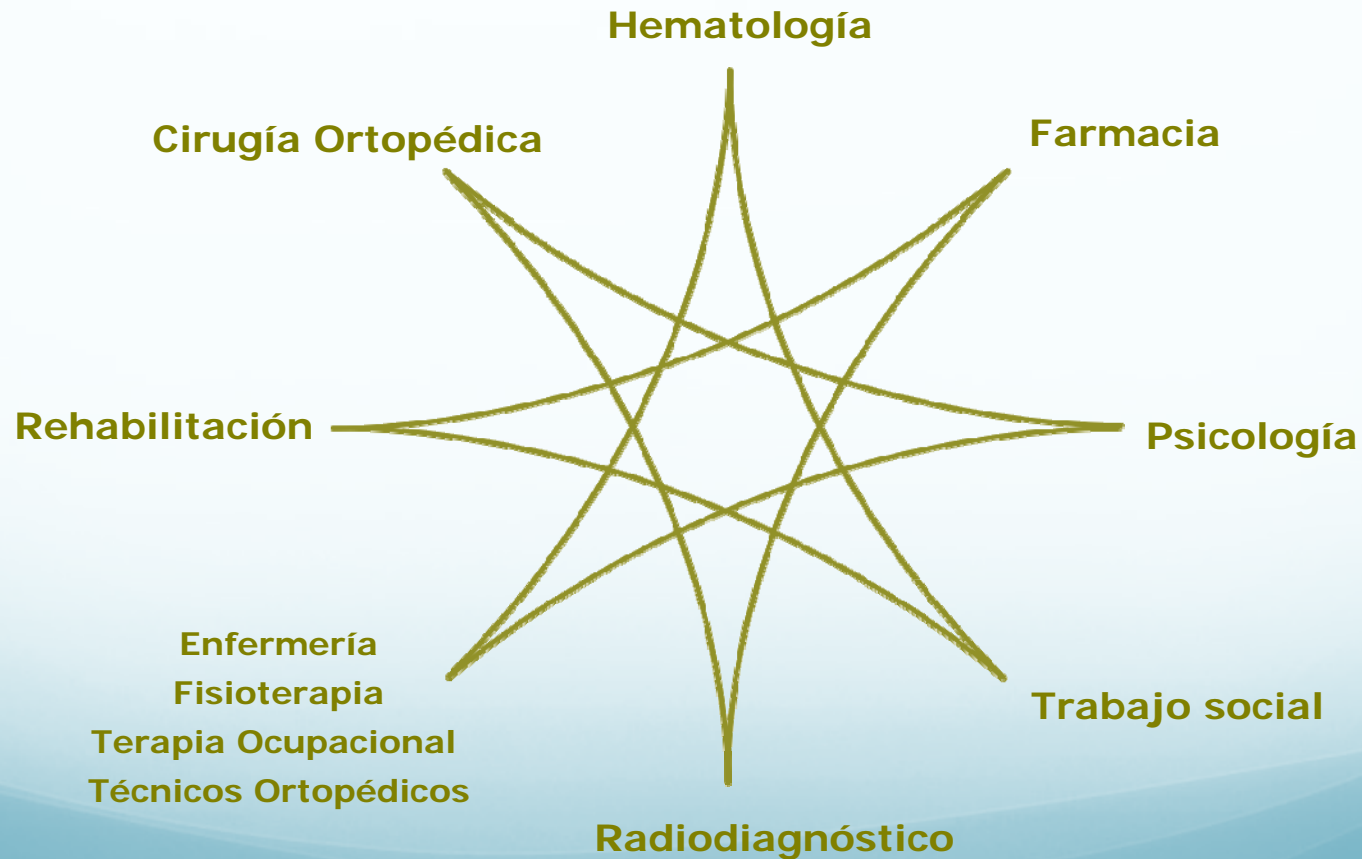 Hematología
Cirugía Ortopédica
Farmacia
Rehabilitación
Psicología
Enfermería
Fisioterapia
Terapia Ocupacional
Técnicos Ortopédicos
Trabajo social
Radiodiagnóstico